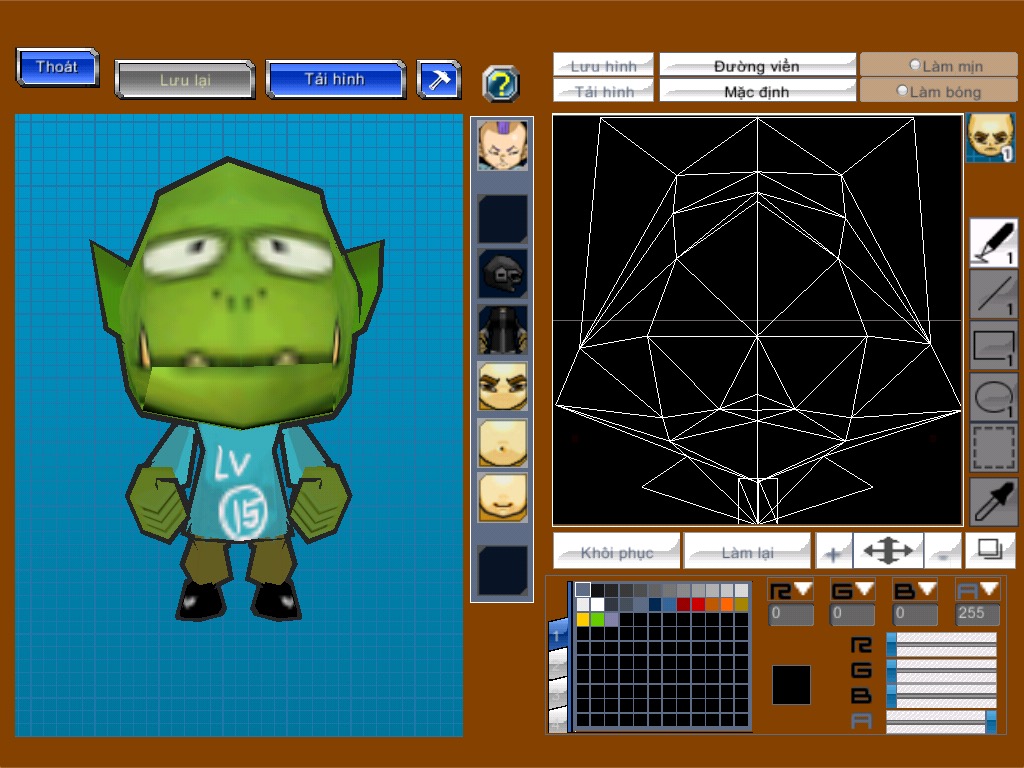 Thoát
Lưu lại
Tải hình
?
Lưu hình
Đường viền
Làm mịn
Tải hình
Mặc định
Làm bóng
1
LV
15
1
1
1
1
Khôi phục
Làm lại
+
-
R
G
B
A
0
0
0
255
1
R
G
B
A